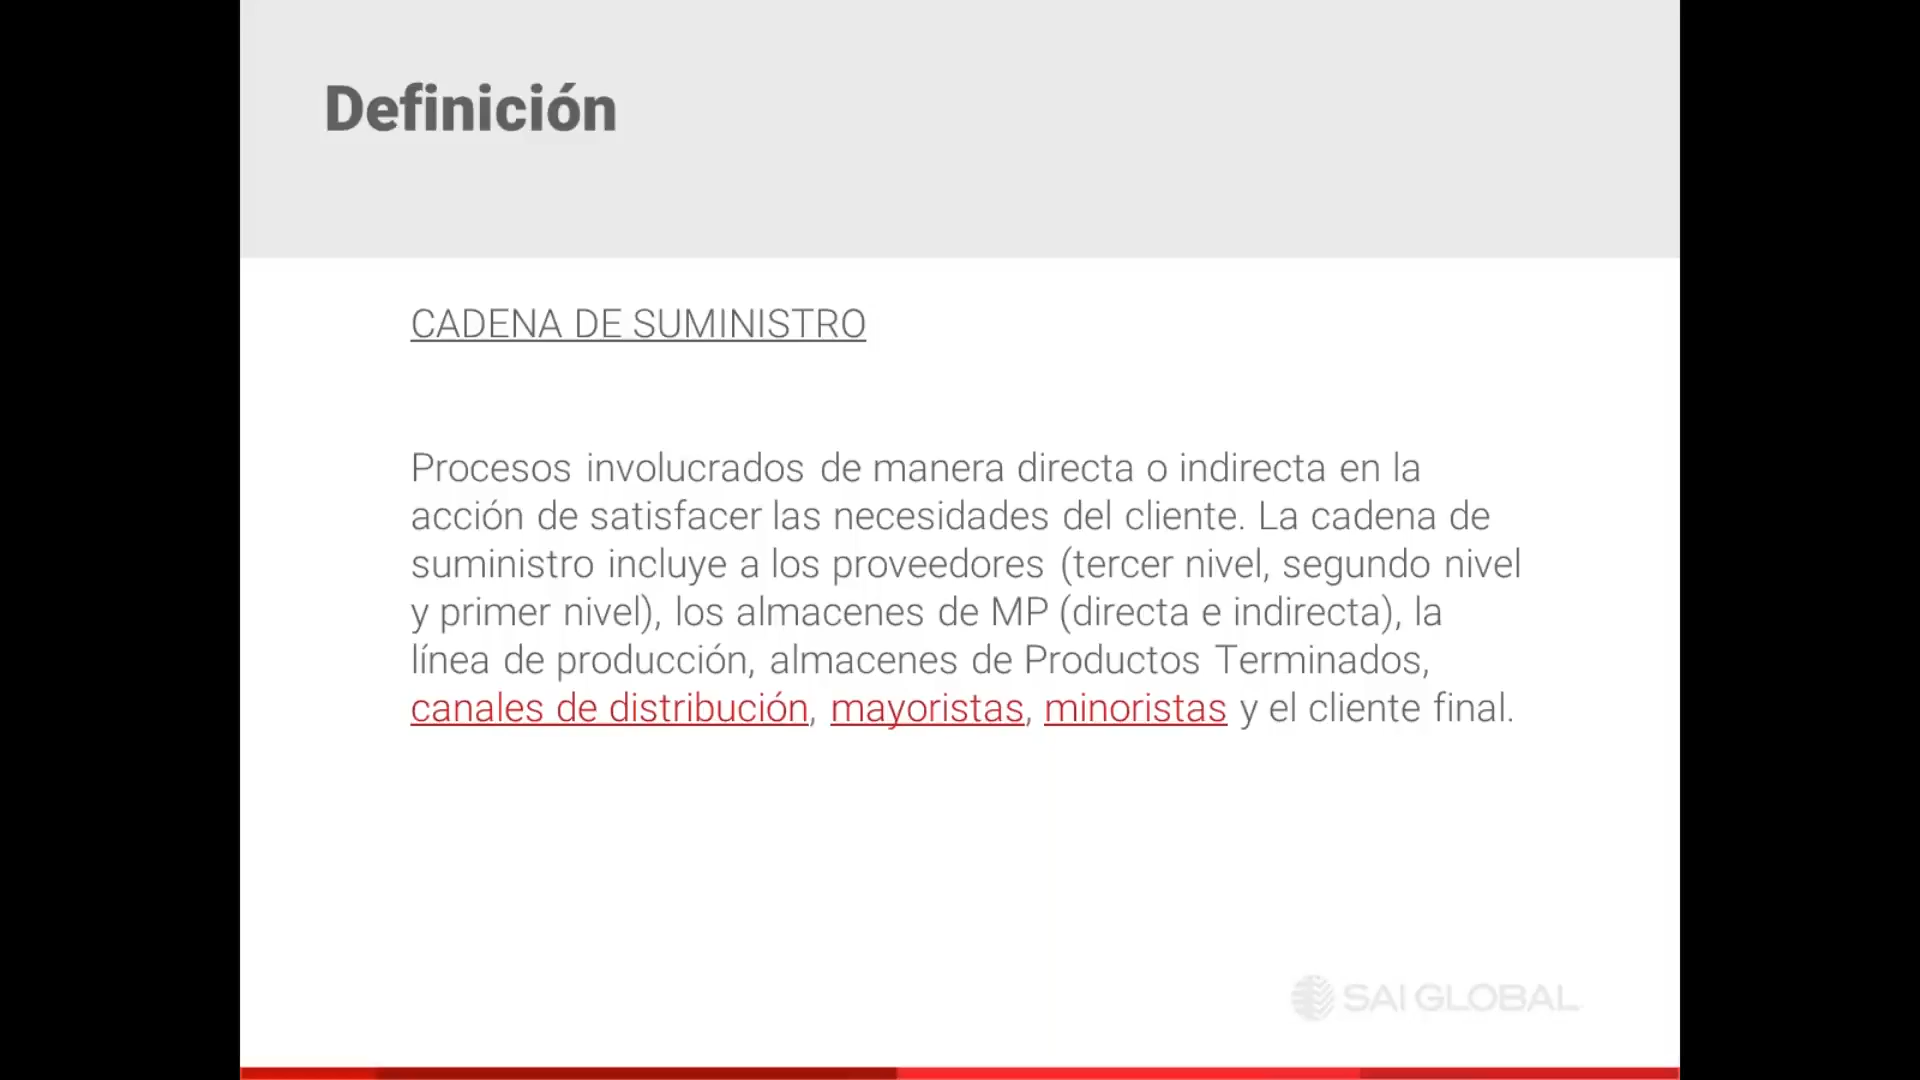 Definición
CADENA DE SUMINISTRO
Procesos involucrados de manera directa o indirecta en la
acción de satisfacer las necesidades del cliente. La cadena de
suministro incluye a los proveedores (tercer nivel, segundo nivel
y primer nivel), los almacenes de MP (directa e indirecta), la
línea de producción, almacenes de Productos Terminados,
canales de distribución, mayoristas, minoristas y el cliente final.
SAI GLOBAL